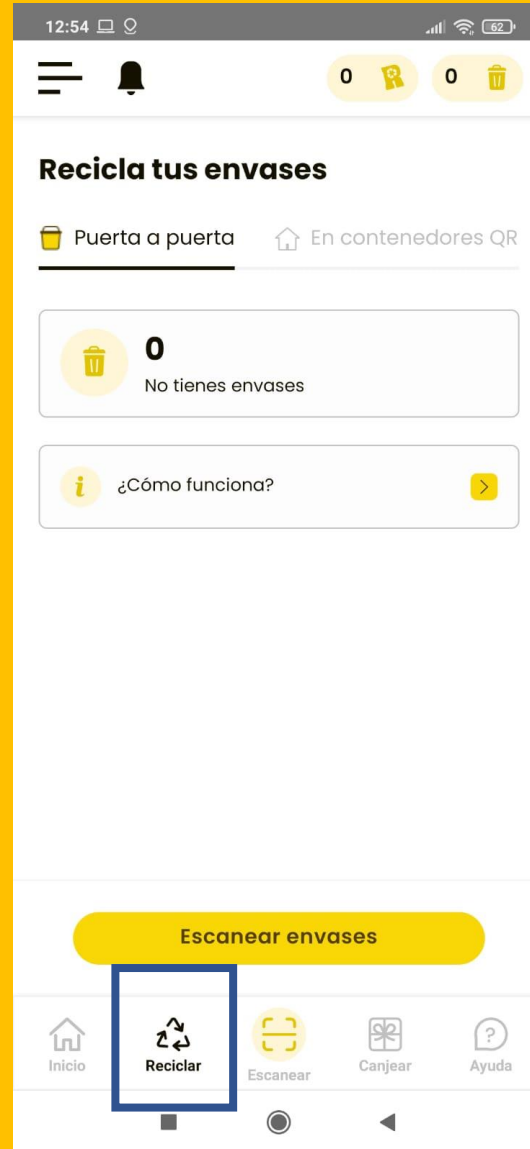 12:54 62
0 R 0
Recicla tus envases
Puerta a puerta En contenedores QR
0
No tienes envases
i ¿Cómo funciona?
Escanear envases
Inicio Reciclar Escanear Canjear Ayuda